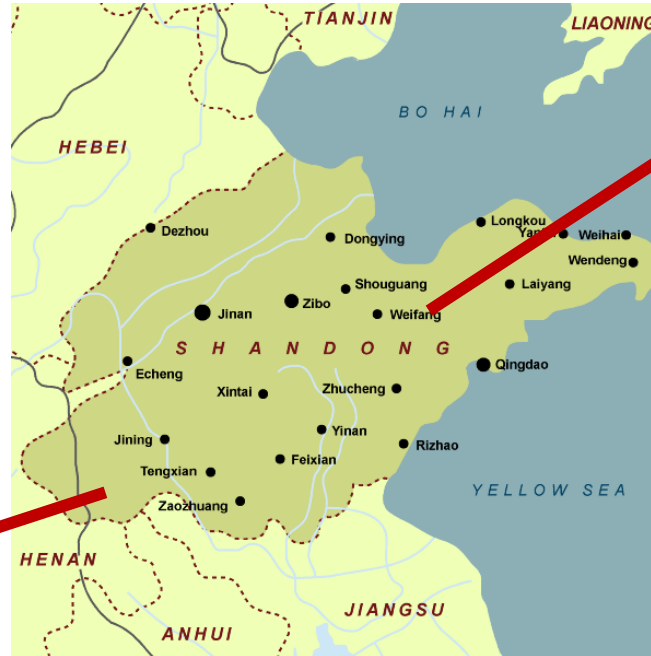 TIANJIN
LIAONING
BO HAI
HEBEI
Longkou
Dezhou
Dongying
Weihai
Wendeng
Shouguang
Laiyang
Zibo
Jinan
Weifang
SHANDONG
Qingdao
Echeng
Xintai
Zhucheng
Yinan
Jining
Rizhao
Feixian
Tengxian
YELLOW SEA
Zaozhuang
HENAN
JIANGSU
ANHUI